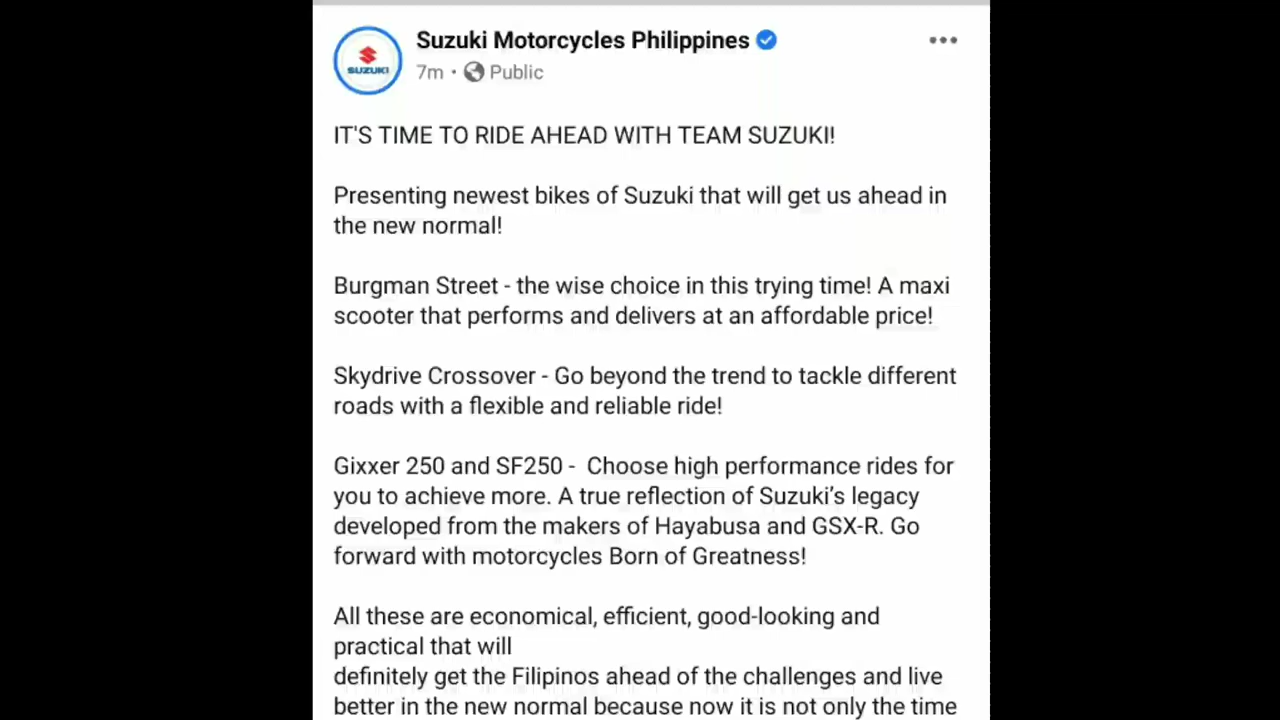 SUZUKI
Suzuki Motorcycles Philippines
7m · Public
IT'S TIME TO RIDE AHEAD WITH TEAM SUZUKI!
Presenting newest bikes of Suzuki that will get us ahead in
the new normal!
Burgman Street - the wise choice in this trying time! A maxi
scooter that performs and delivers at an affordable price!
Skydrive Crossover - Go beyond the trend to tackle different
roads with a flexible and reliable ride!
Gixxer 250 and SF250 -  Choose high performance rides for
you to achieve more. A true reflection of Suzuki’s legacy
developed from the makers of Hayabusa and GSX-R. Go
forward with motorcycles Born of Greatness!
All these are economical, efficient, good-looking and
practical that will
definitely get the Filipinos ahead of the challenges and live
better in the new normal because now it is not only the time